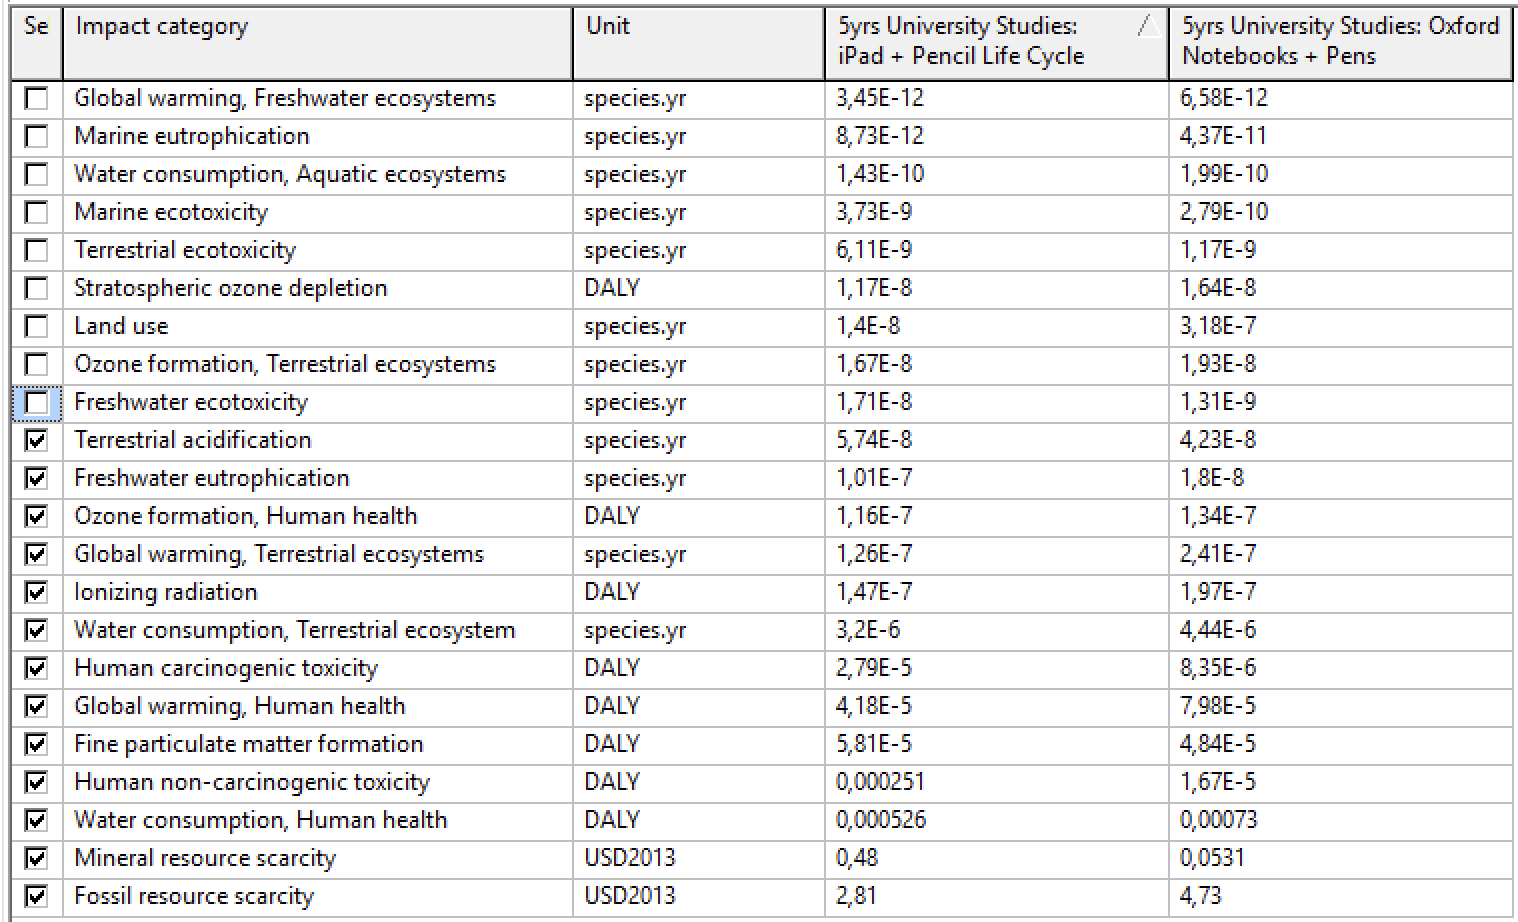 Se Impact category Unit 5yrs University Studies: 5yrs University Studies: Oxford
iPad + Pencil Life Cycle Notebooks + Pens
Global warming, Freshwater ecosystems species.yr 3,45E-12 6,58E-12
Marine eutrophication species.yr 8,73E-12 4,37E-11
Water consumption, Aquatic ecosystems species.yr 1,43E-10 1,99E-10
Marine ecotoxicity species.yr 3,73E-9 2,79E-10
Terrestrial ecotoxicity species.yr 6,11E-9 1,17E-9
Stratospheric ozone depletion DALY 1,17E-8 1,64E-8
Land use species.yr 1,4E-8 3,18E-7
Ozone formation, Terrestrial ecosystems species.yr 1,67E-8 1,93E-8
Freshwater ecotoxicity species.yr 1,71E-8 1,31E-9
Terrestrial acidification species.yr 5,74E-8 4,23E-8
Freshwater eutrophication species.yr 1,01E-7 1,8E-8
Ozone formation, Human health DALY 1,16E-7 1,34E-7
Global warming, Terrestrial ecosystems species.yr 1,26E-7 2,41E-7
Ionizing radiation DALY 1,47E-7 1,97E-7
Water consumption, Terrestrial ecosystem species.yr 3,2E-6 4,44E-6
Human carcinogenic toxicity DALY 2,79E-5 8,35E-6
Global warming, Human health DALY 4,18E-5 7,98E-5
Fine particulate matter formation DALY 5,81E-5 4,84E-5
Human non-carcinogenic toxicity DALY 0,000251 1,67E-5
Water consumption, Human health DALY 0,000526 0,00073
Mineral resource scarcity USD2013 0,48 0,0531
Fossil resource scarcity USD2013 2,81 4,73